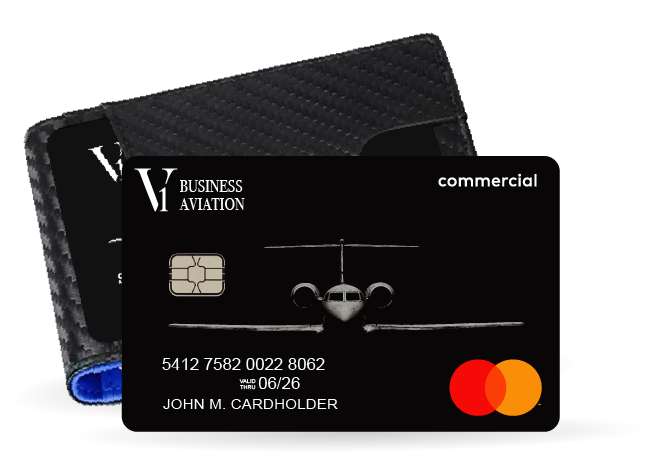 V1 BUSINESS
AVIATION
commercial
5412 7582 0022 8062
VALID
THRU 06/26
JOHN M. CARDHOLDER